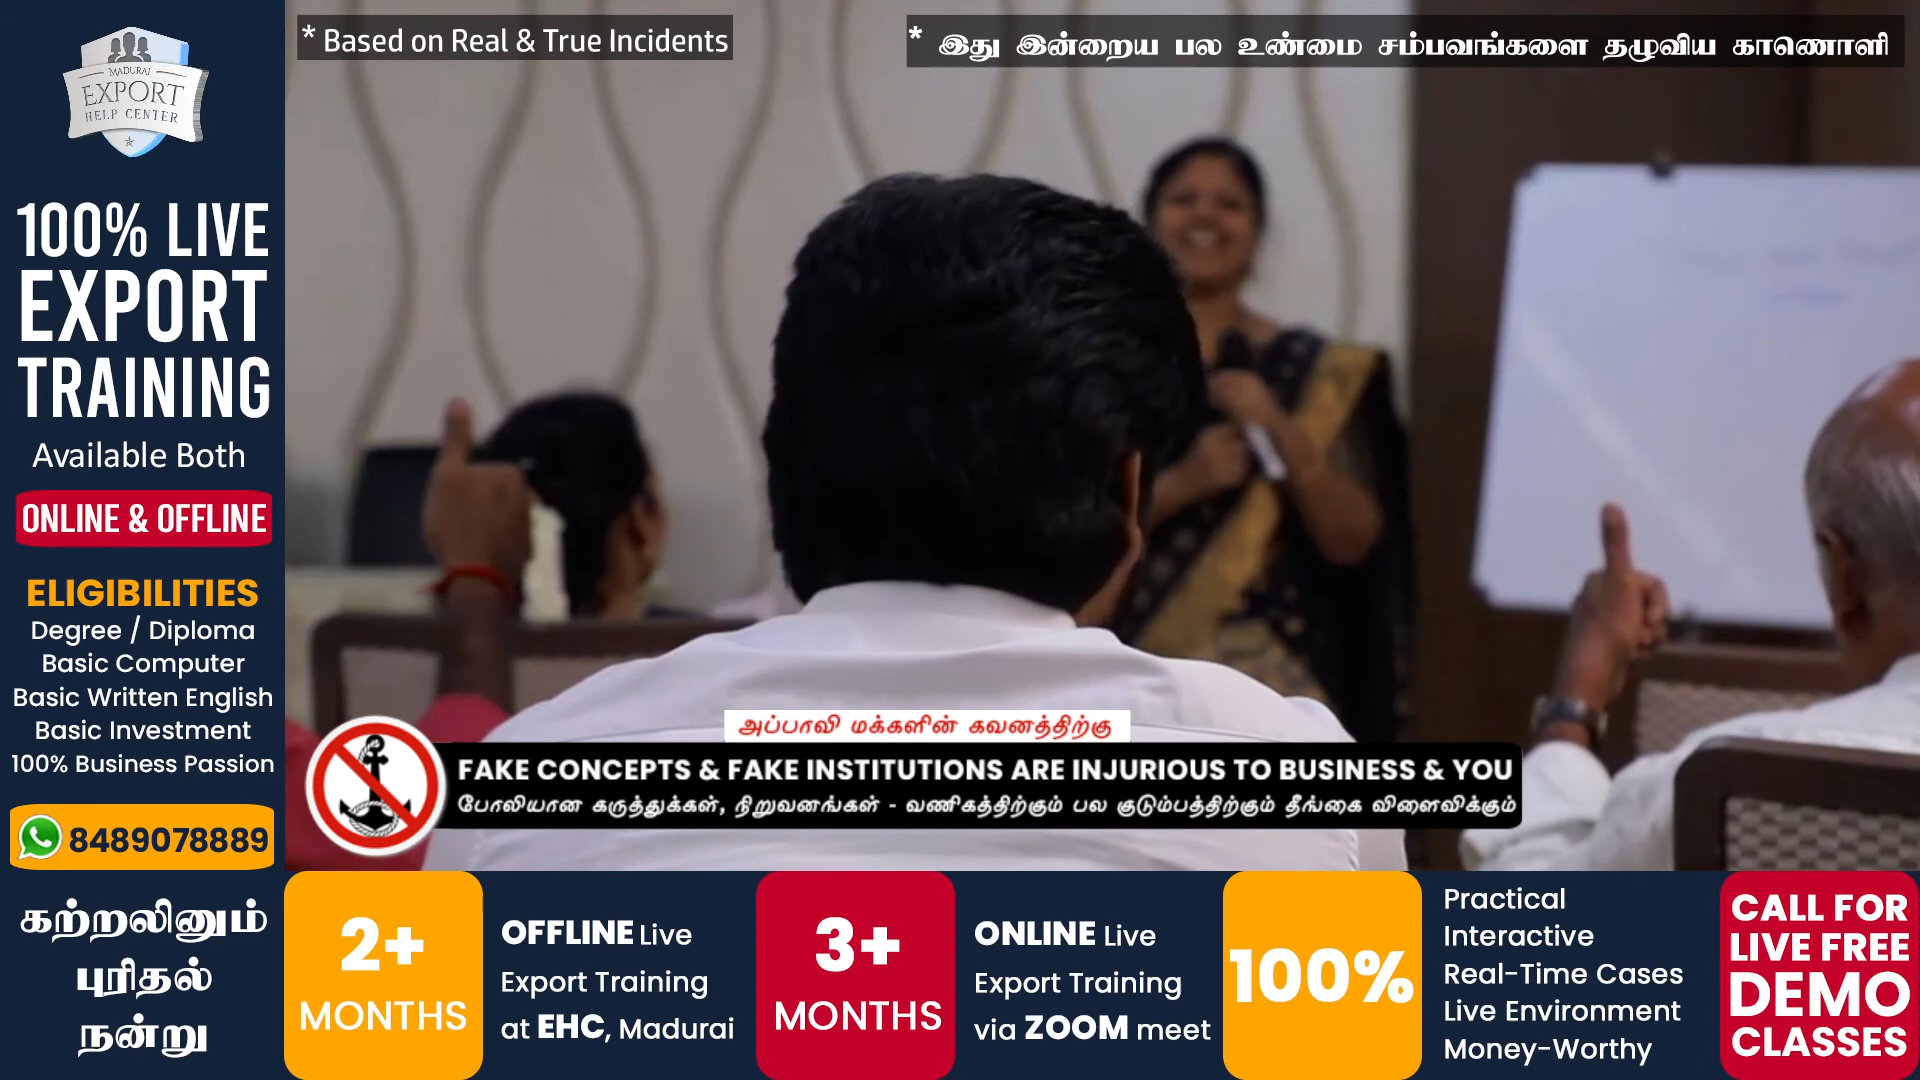 MADURAI
EXPORT
HELP CENTER
* Based on Real & True Incidents
* இது இன்றைய பல உண்மை சம்பவங்களை தழுவிய காணொளி
100% LIVE
EXPORT
TRAINING
Available Both
ONLINE & OFFLINE
ELIGIBILITIES
Degree / Diploma
Basic Computer
Basic Written English
Basic Investment
100% Business Passion
8489078889
கற்றலினும்
புரிதல்
நன்று
அப்பாவி மக்களின் கவனத்திற்கு
FAKE CONCEPTS & FAKE INSTITUTIONS ARE INJURIOUS TO BUSINESS & YOU
போலியான கருத்துக்கள், நிறுவனங்கள் - வணிகத்திற்கும் பல குடும்பத்திற்கும் தீங்கை விளைவிக்கும்
2+
MONTHS
OFFLINE Live
Export Training
at EHC, Madurai
3+
MONTHS
ONLINE Live
Export Training
via ZOOM meet
100%
Practical
Interactive
Real-Time Cases
Live Environment
Money-Worthy
CALL FOR
LIVE FREE
DEMO
CLASSES